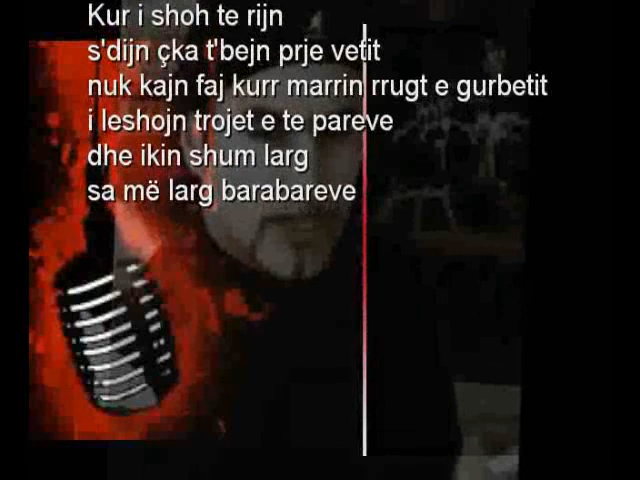 Kur i shoh te rijn
s'dijn çka t'bejn prje vetit
nuk kajn faj kurr marrin rrugt e gurbetit
i leshojn trojet e te pareve
dhe ikin shum larg
sa më larg barabareve